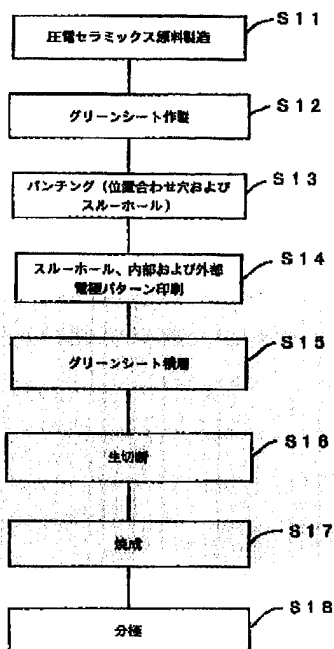 S11
圧電セラミックス原料製造
S12
グリーンシート作製
S13
パンチング（位置合わせ穴および
スルーホール）
S14
スルーホール、内部および外部
電極パターン印刷
S15
グリーンシート積層
S16
生切断
S17
焼成
S18
分極